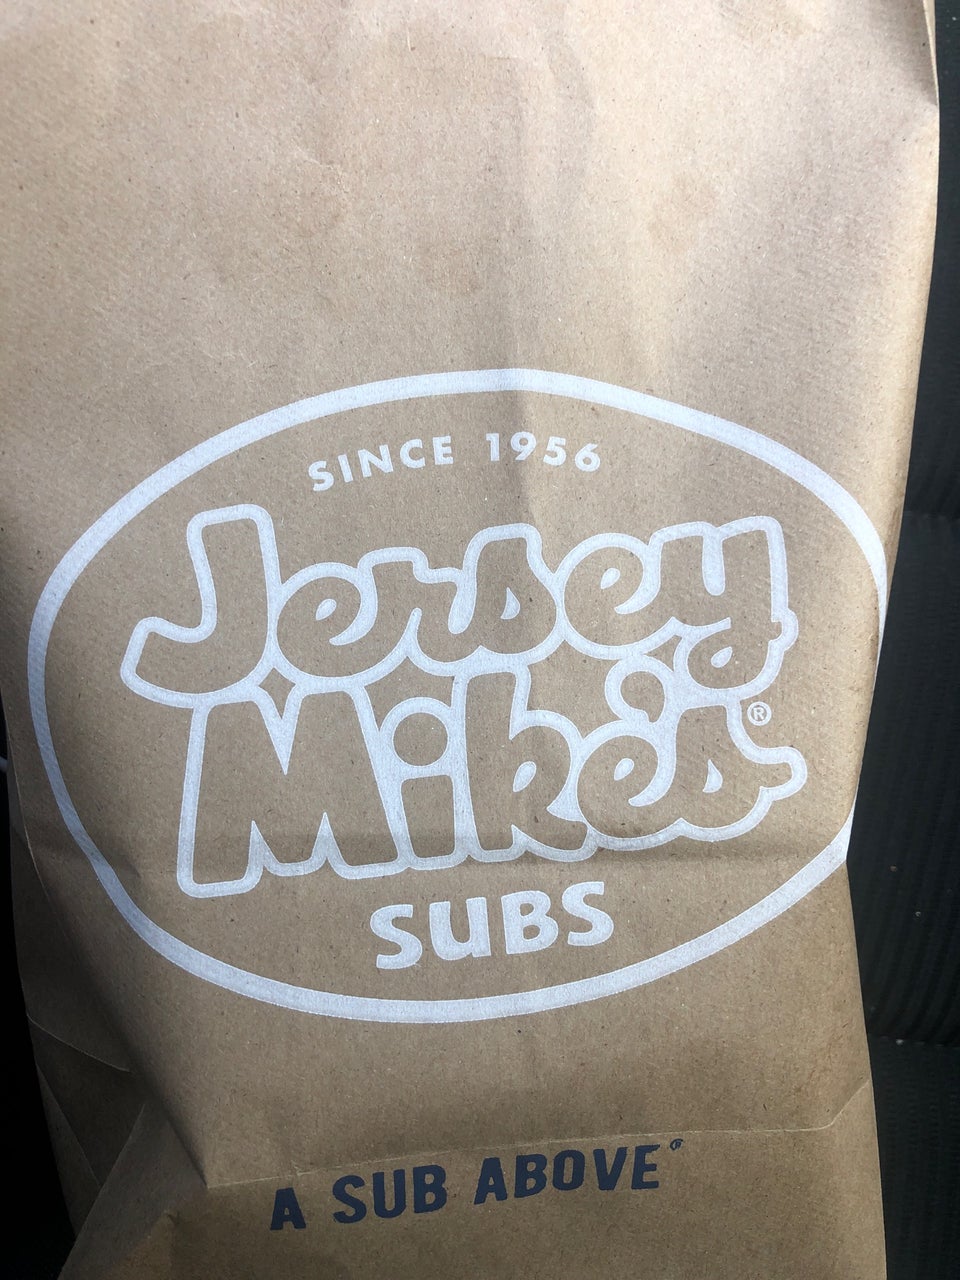 SINCE 1956
Jersey
Mike's®
SUBS
A SUB ABOVE®